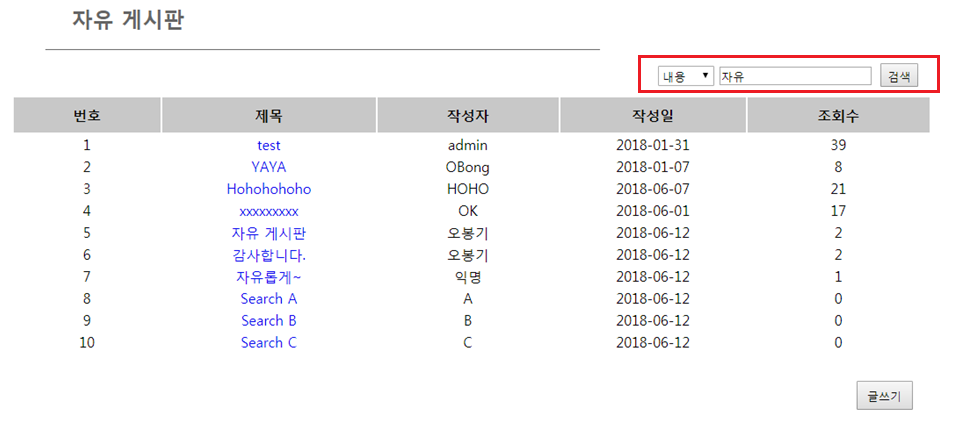 자유 게시판
내용 ▼ 자유 검색
번호 제목 작성자 작성일 조회수
1 test admin 2018-01-31 39
2 YAYA OBong 2018-01-07 8
3 Hohohohoho HOHO 2018-06-07 21
4 xxxxxxxxx OK 2018-06-01 17
5 자유 게시판 오봉기 2018-06-12 2
6 감사합니다. 오봉기 2018-06-12 2
7 자유롭게~ 익명 2018-06-12 1
8 Search A A 2018-06-12 0
9 Search B B 2018-06-12 0
10 Search C C 2018-06-12 0
글쓰기